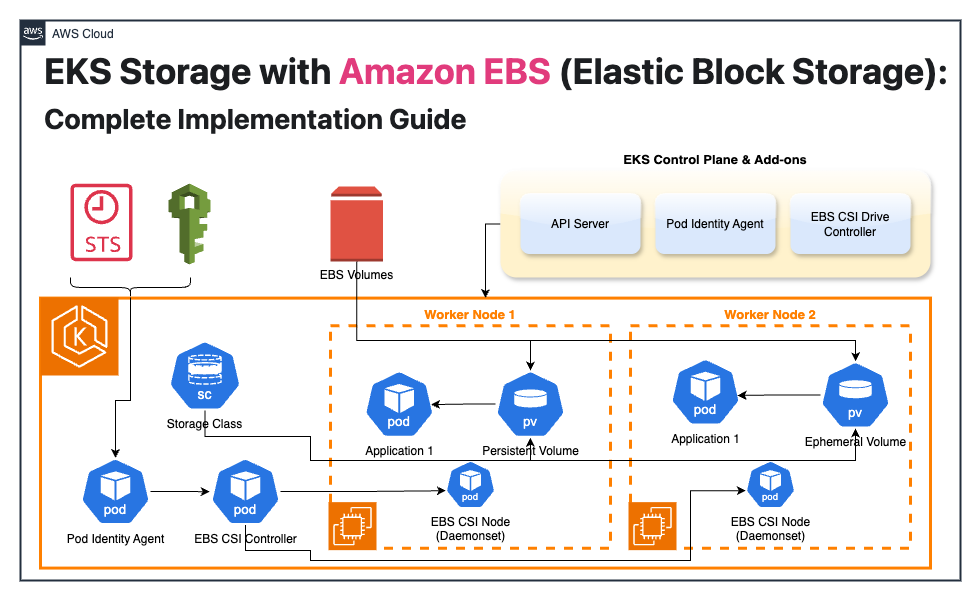 aws
AWS Cloud
EKS Storage with Amazon EBS (Elastic Block Storage):
Complete Implementation Guide
EKS Control Plane & Add-ons
API Server
Pod Identity Agent
EBS CSI Drive
Controller
STS
EBS Volumes
K
Worker Node 1
Worker Node 2
sc
Storage Class
pod
Application 1
pv
Persistent Volume
pod
Application 1
pv
Ephemeral Volume
pod
Pod Identity Agent
pod
EBS CSI Controller
pod
EBS CSI Node
(Daemonset)
pod
EBS CSI Node
(Daemonset)